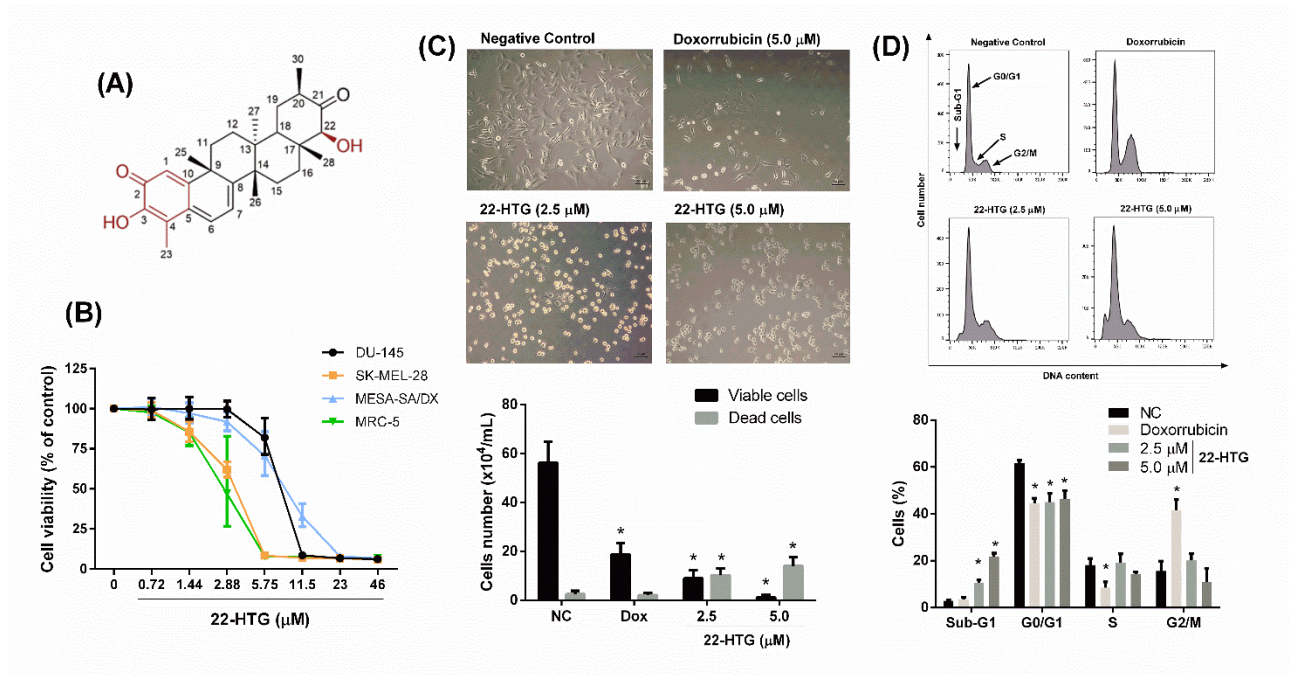 (A)
30
19
20
21
O
27
12
18
22
11
13
17
OH
25
28
1
9
14
16
O
10
15
2
8
26
3
5
7
HO
4
6
23
(B)
DU-145
SK-MEL-28
MESA-SA/DX
MRC-5
Cell viability (% of control)
125
100
75
50
25
0
0 0.72 1.44 2.88 5.75 11.5 23 46
22-HTG (μM)
(C)
Negative Control
Doxorrubicin (5.0 μM)
22-HTG (2.5 μM)
22-HTG (5.0 μM)
Viable cells
Dead cells
Cells number (x10⁴/mL)
80
60
40
20
0
* * * * *
NC Dox 2.5 5.0
22-HTG (μM)
(D)
Negative Control
Doxorrubicin
Sub-G1
G0/G1
S
G2/M
22-HTG (2.5 μM)
22-HTG (5.0 μM)
Cell number
DNA content
NC
Doxorrubicin
2.5 μM
5.0 μM
22-HTG
Cells (%)
80
60
40
20
0
* * * * * * *
Sub-G1 G0/G1 S G2/M